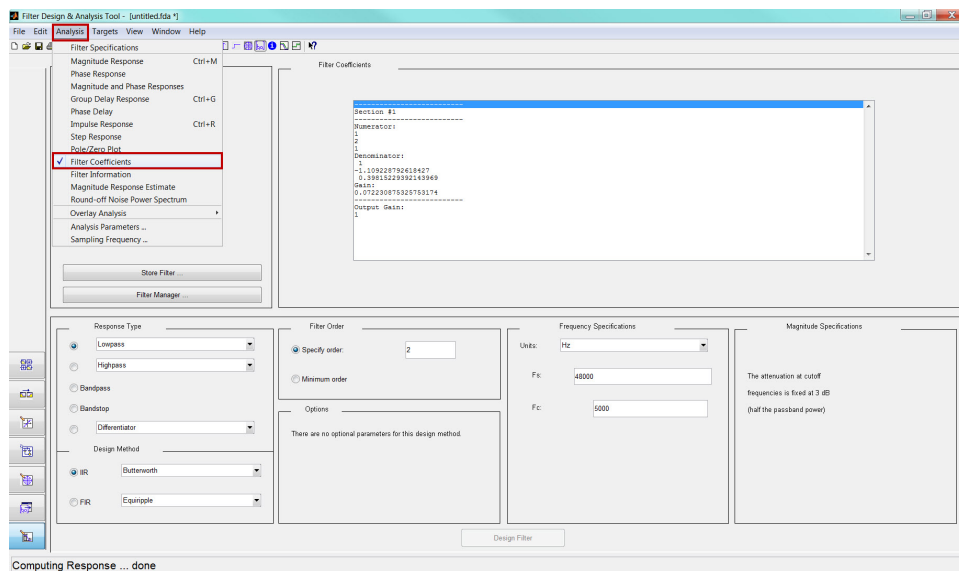 Filter Design & Analysis Tool - [untitled.fda *]
File Edit Analysis Targets View Window Help
Filter Specifications
Magnitude Response Ctrl+M
Phase Response
Magnitude and Phase Responses
Group Delay Response Ctrl+G
Phase Delay
Impulse Response Ctrl+R
Step Response
Pole/Zero Plot
✓ Filter Coefficients
Filter Information
Magnitude Response Estimate
Round-off Noise Power Spectrum
Overlay Analysis
Analysis Parameters ...
Sampling Frequency ...
Store Filter ...
Filter Manager ...
Filter Coefficients
--------------------------
Section #1
--------------------------
Numerator:
1
2
1
Denominator:
1
-1.109228792618427
0.39815229392143969
Gain:
0.072230875325753174
--------------------------
Output Gain:
1
Response Type
Lowpass
Highpass
Bandpass
Bandstop
Differentiator
Design Method
IIR Butterworth
FIR Equiripple
Filter Order
Specify order: 2
Minimum order
Options
There are no optional parameters for this design method.
Frequency Specifications
Units: Hz
Fs: 48000
Fc: 5000
Magnitude Specifications
The attenuation at cutoff
frequencies is fixed at 3 dB
(half the passband power)
Design Filter
Computing Response ... done